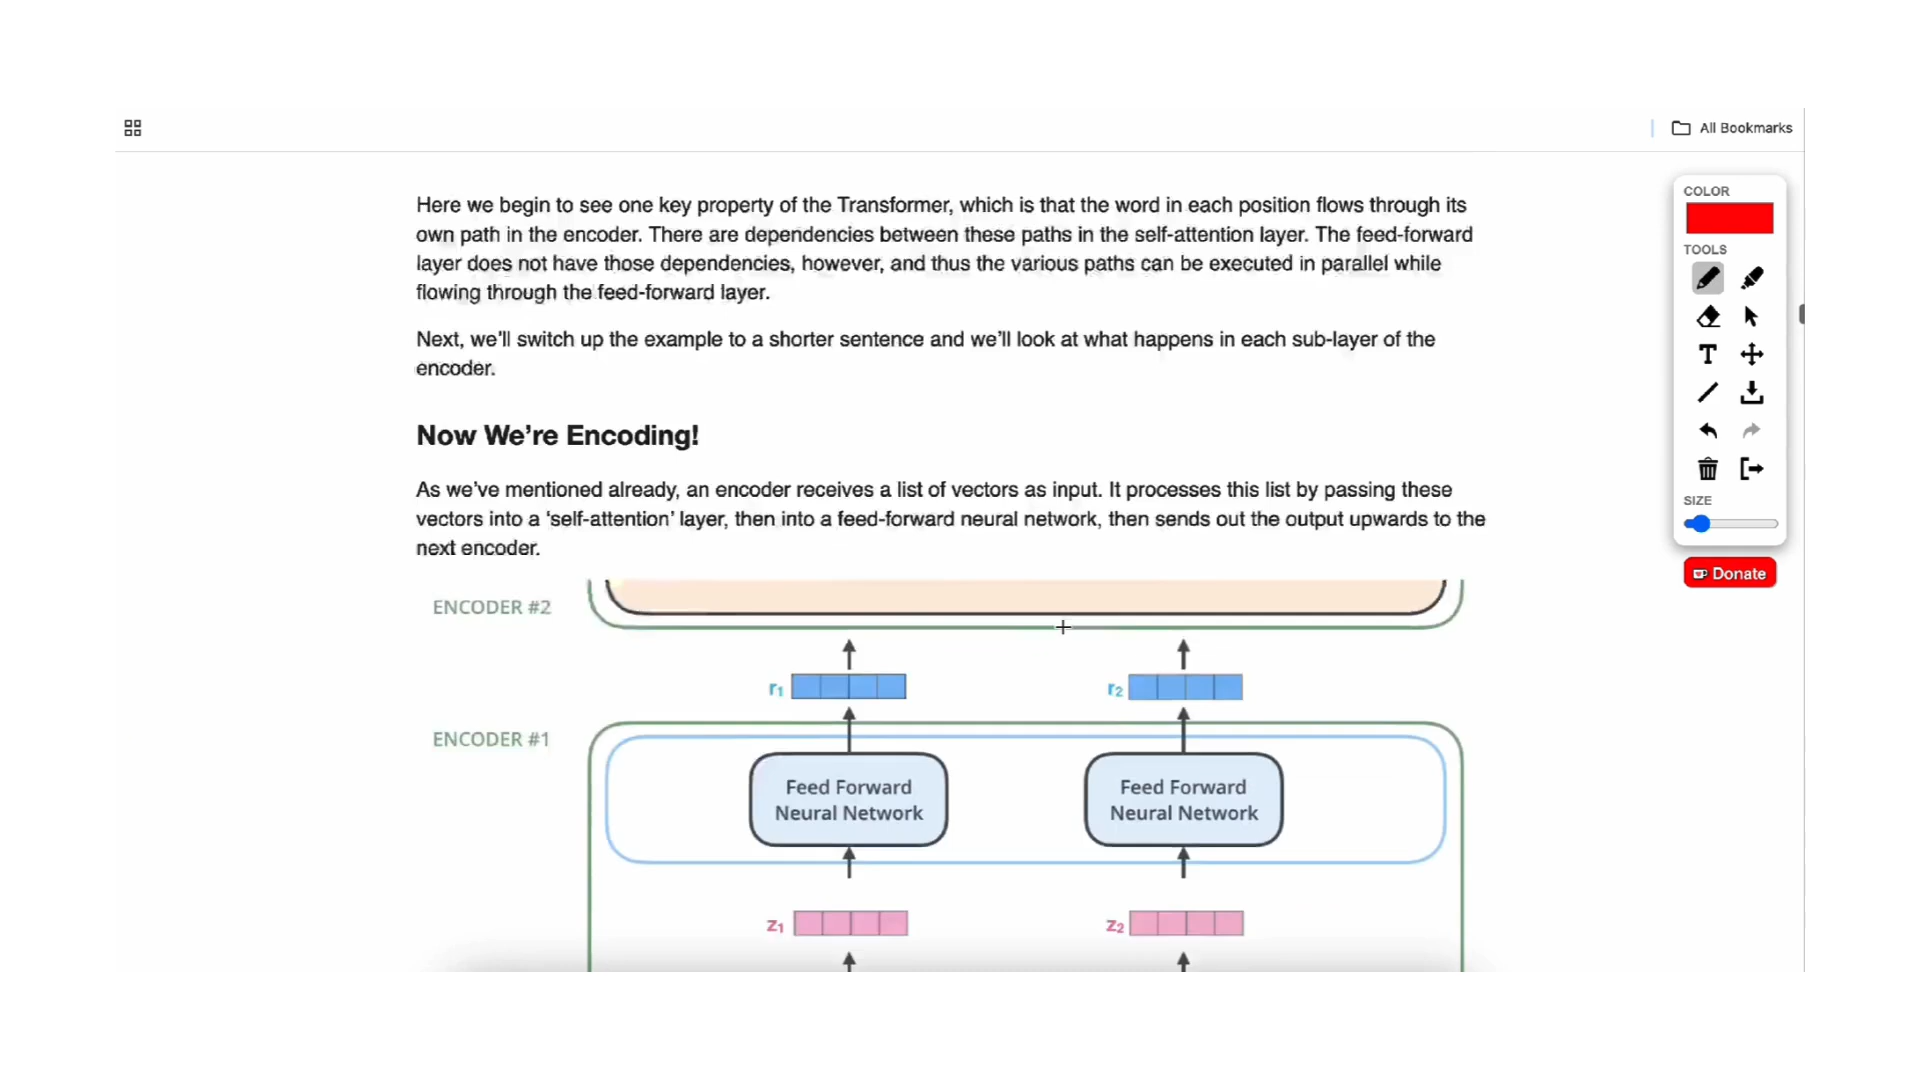 All Bookmarks
COLOR
TOOLS
SIZE
Donate
Here we begin to see one key property of the Transformer, which is that the word in each position flows through its
own path in the encoder. There are dependencies between these paths in the self-attention layer. The feed-forward
layer does not have those dependencies, however, and thus the various paths can be executed in parallel while
flowing through the feed-forward layer.
Next, we’ll switch up the example to a shorter sentence and we’ll look at what happens in each sub-layer of the
encoder.
Now We’re Encoding!
As we’ve mentioned already, an encoder receives a list of vectors as input. It processes this list by passing these
vectors into a ‘self-attention’ layer, then into a feed-forward neural network, then sends out the output upwards to the
next encoder.
ENCODER #2
r1
r2
ENCODER #1
Feed Forward
Neural Network
Feed Forward
Neural Network
z1
z2